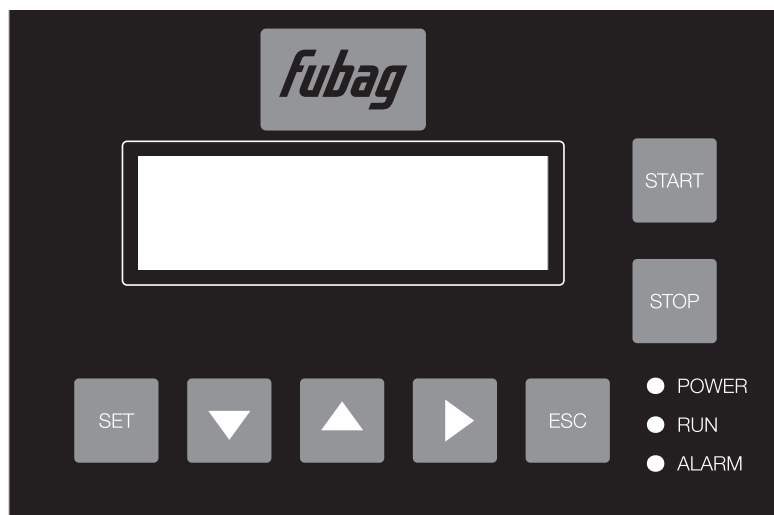 fubag
START
STOP
SET
ESC
POWER
RUN
ALARM